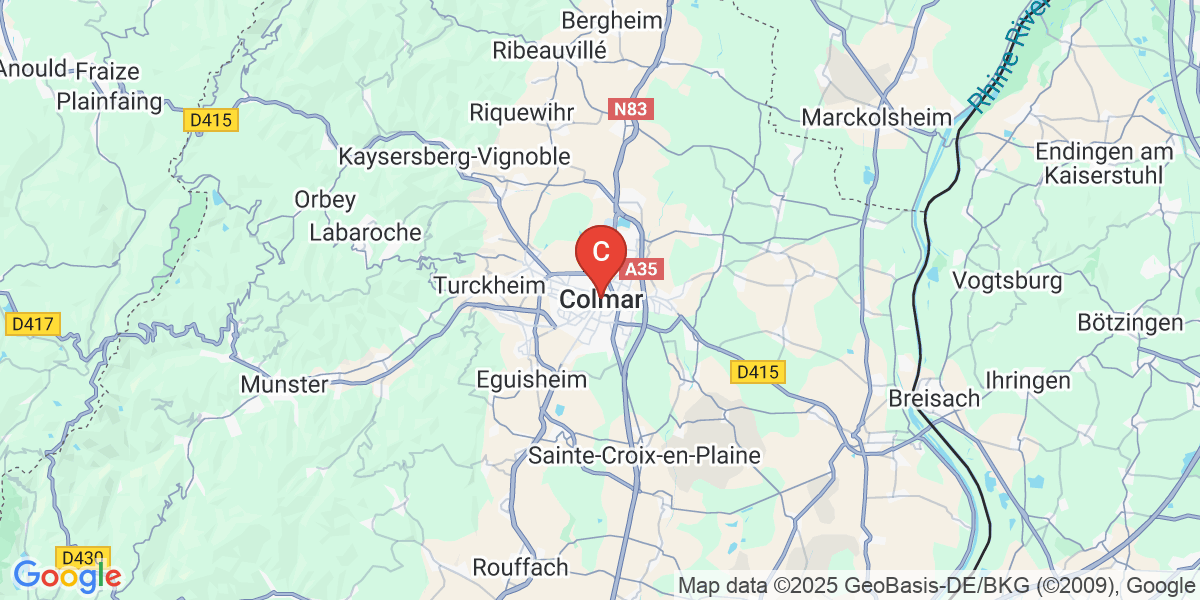 Bergheim
Ribeauvillé
Rhine River
Anould
Fraize
Plainfaing
D415
Riquewihr
N83
Marckolsheim
Kaysersberg-Vignoble
Endingen am
Kaiserstuhl
Orbey
Labaroche
C
A35
Turckheim
Colmar
Vogtsburg
D417
Bötzingen
Munster
Eguisheim
D415
Ihringen
Breisach
Sainte-Croix-en-Plaine
D430
Rouffach
Google
Map data ©2025 GeoBasis-DE/BKG (©2009), Google